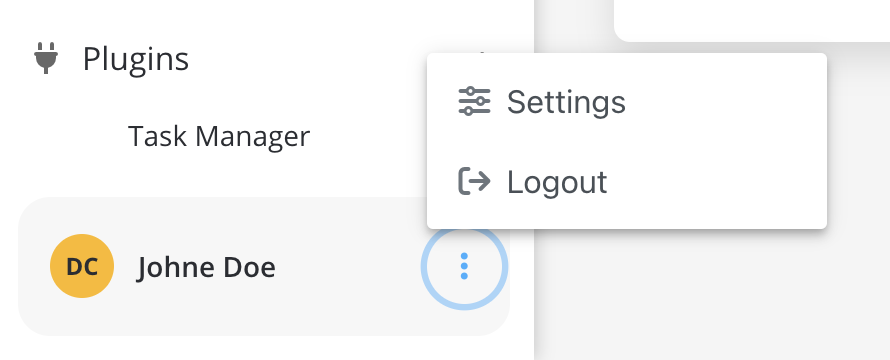 Plugins
Settings
Task Manager
Logout
DC
Johne Doe